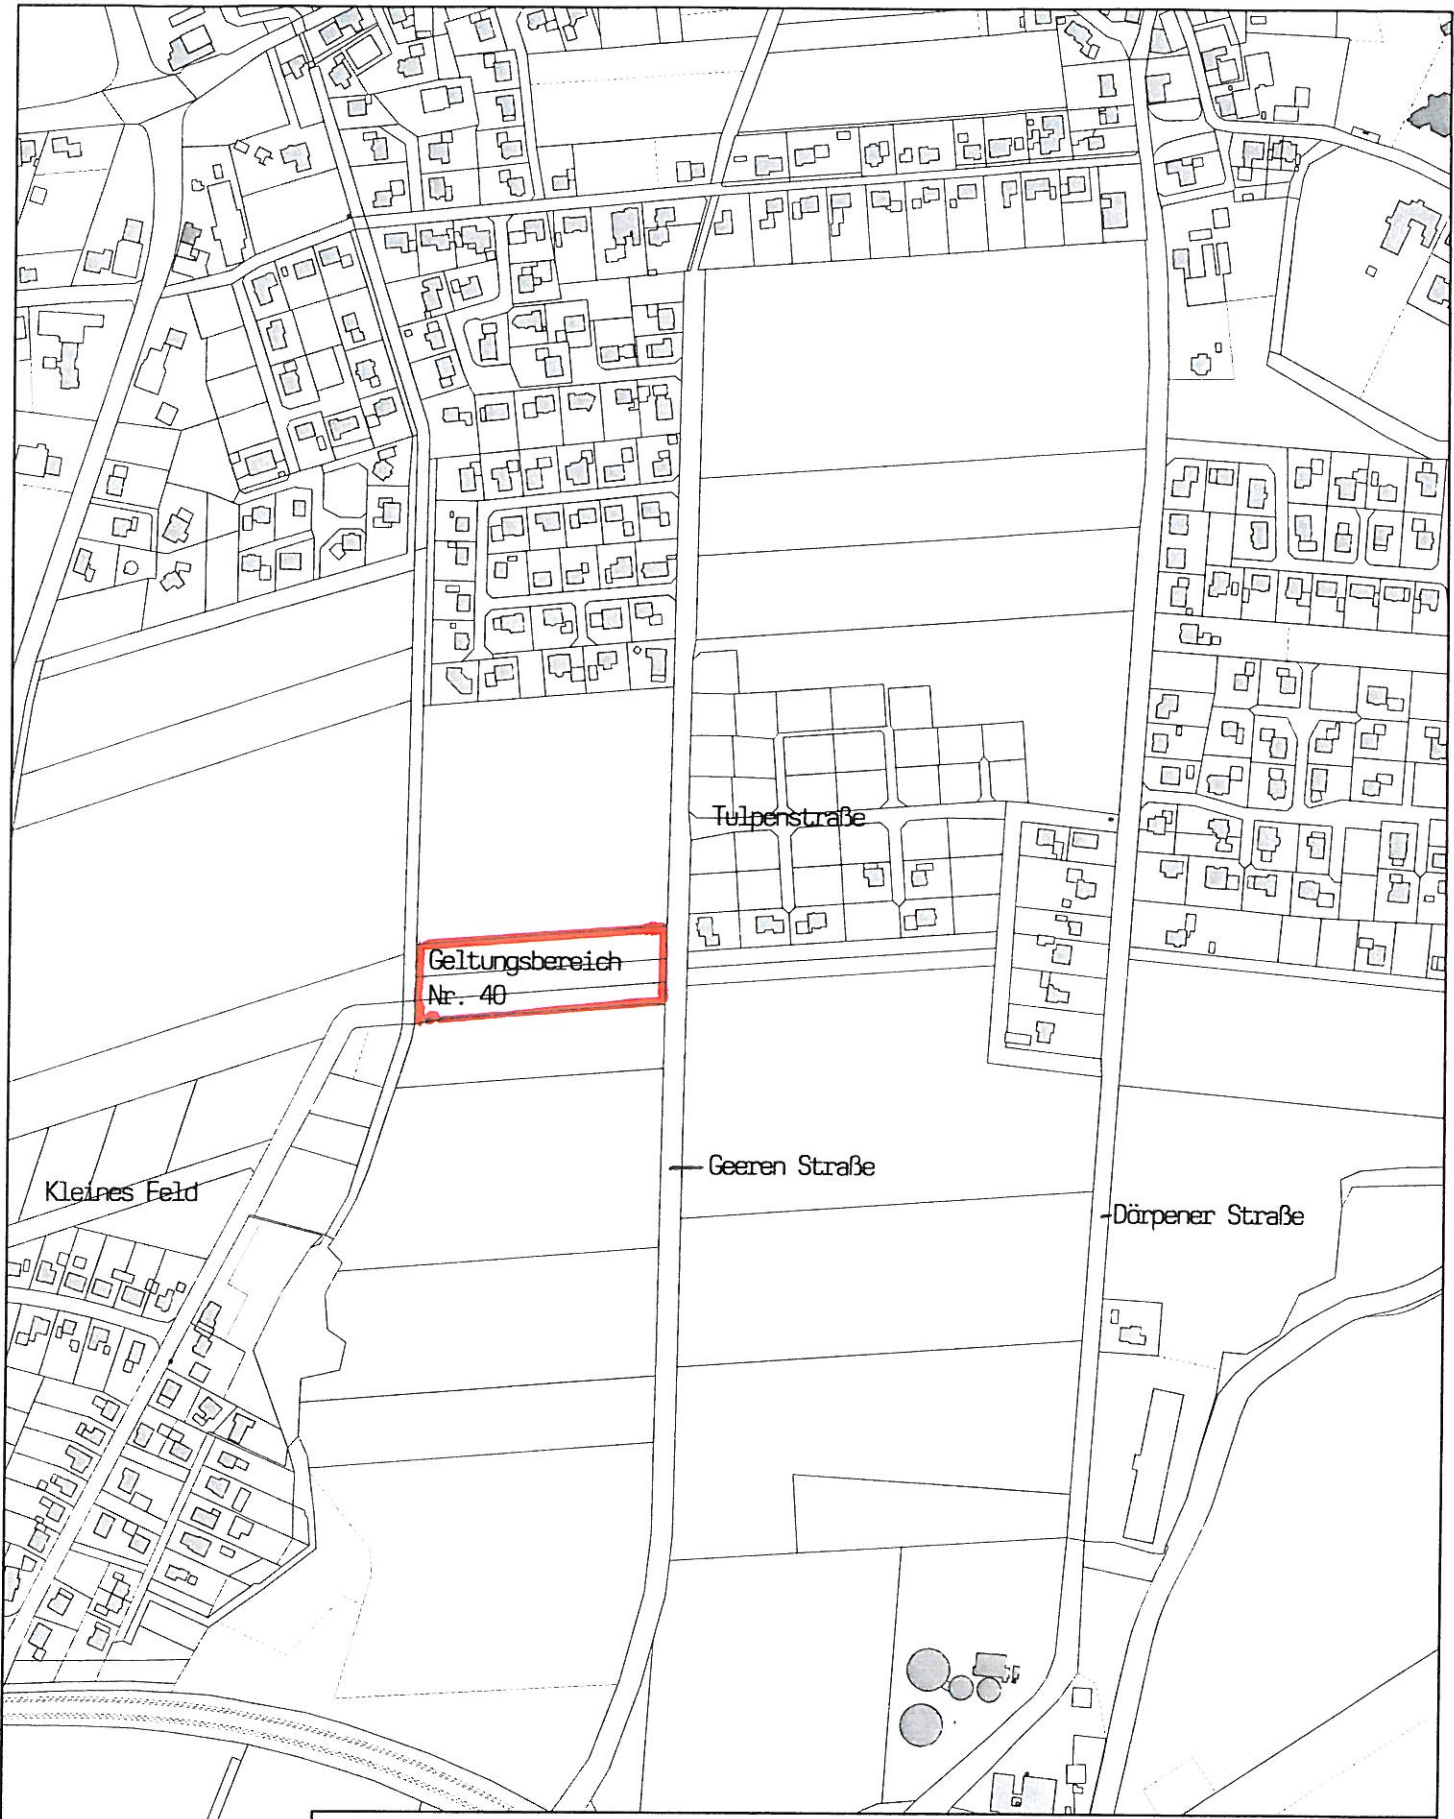 Tulpenstraße
Geltungsbereich
Nr. 40
Geeren Straße
Kleines Feld
Dörpener Straße